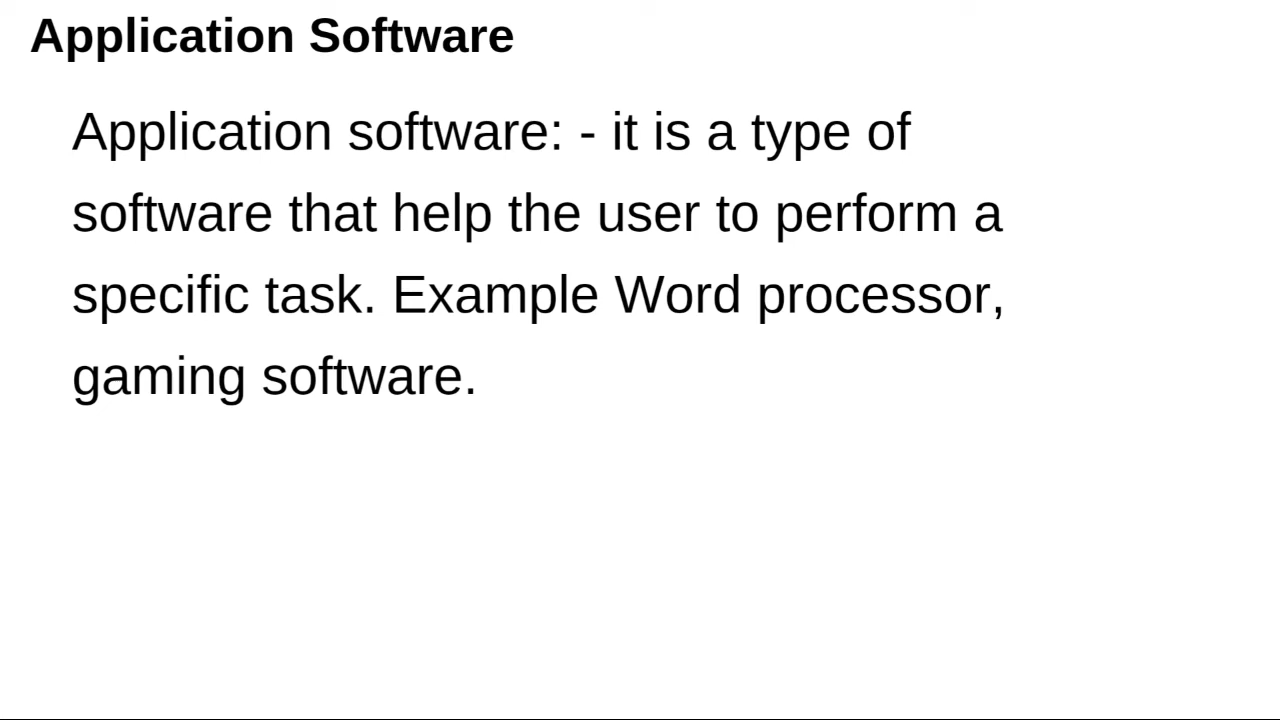 Application Software
Application software: - it is a type of
software that help the user to perform a
specific task. Example Word processor,
gaming software.